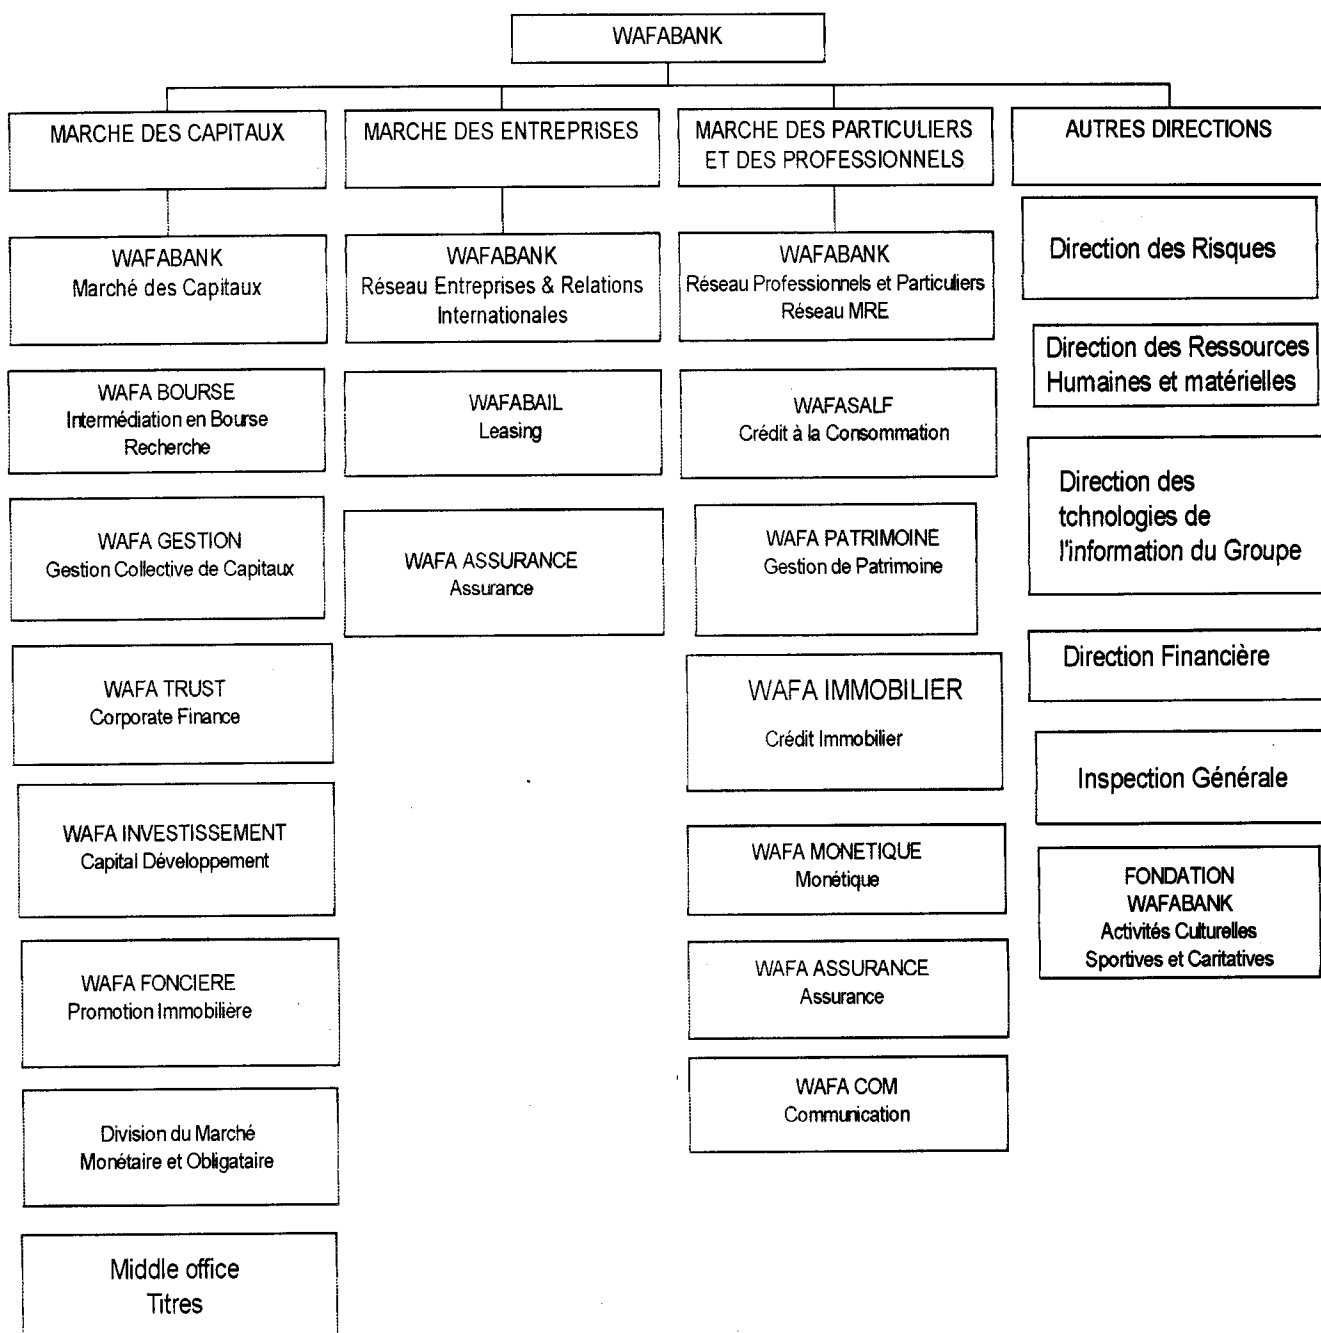 WAFABANK
MARCHE DES CAPITAUX
MARCHE DES ENTREPRISES
MARCHE DES PARTICULIERS
ET DES PROFESSIONNELS
AUTRES DIRECTIONS
WAFABANK
Marché des Capitaux
WAFA BOURSE
Intermédiation en Bourse
Recherche
WAFA GESTION
Gestion Collective de Capitaux
WAFA TRUST
Corporate Finance
WAFA INVESTISSEMENT
Capital Développement
WAFA FONCIERE
Promotion Immobilière
Division du Marché
Monétaire et Obligataire
Middle office
Titres
WAFABANK
Réseau Entreprises & Relations
Internationales
WAFABAIL
Leasing
WAFA ASSURANCE
Assurance
WAFABANK
Réseau Professionnels et Particuliers
Réseau MRE
WAFASALF
Crédit à la Consommation
WAFA PATRIMOINE
Gestion de Patrimoine
WAFA IMMOBILIER
Crédit Immobilier
WAFA MONETIQUE
Monétique
WAFA ASSURANCE
Assurance
WAFA COM
Communication
Direction des Risques
Direction des Ressources
Humaines et matérielles
Direction des
tchnologies de
l'information du Groupe
Direction Financière
Inspection Générale
FONDATION
WAFABANK
Activités Culturelles
Sportives et Caritatives